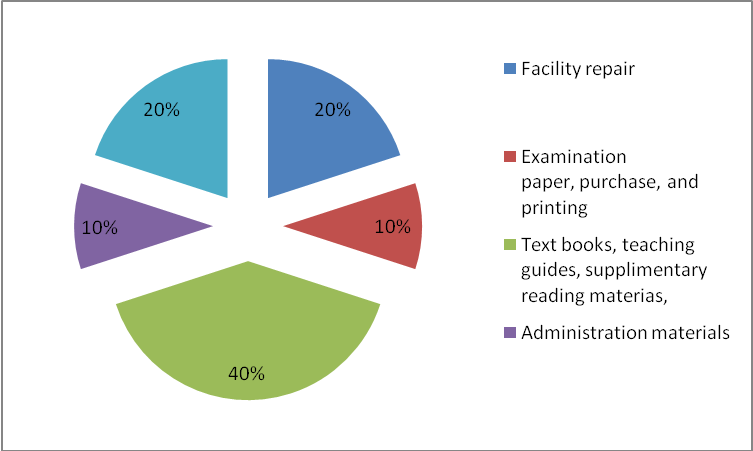 20%
20%
10%
10%
40%
Facility repair
Examination
paper, purchase, and
printing
Text books, teaching
guides, supplimentary
reading materias,
Administration materials